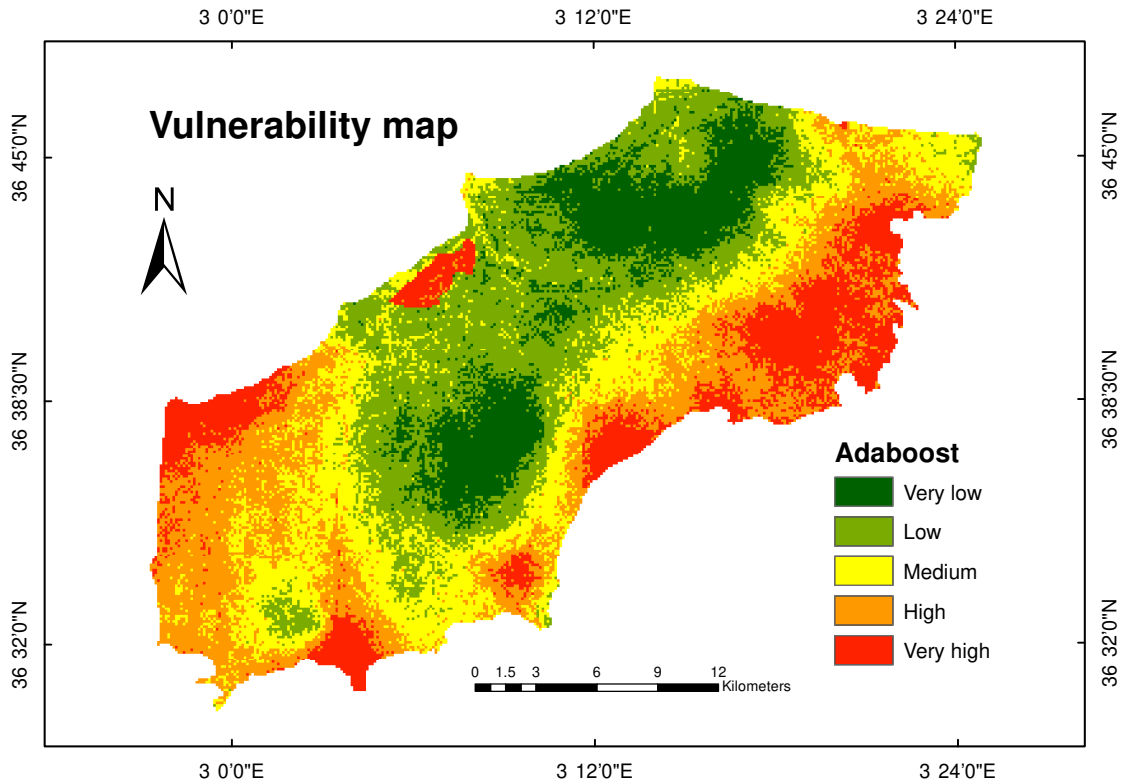 3 0'0"E 3 12'0"E 3 24'0"E
Vulnerability map
36 45'0"N 36 45'0"N
N
36 38'30"N 36 38'30"N
Adaboost
Very low
Low
Medium
High
Very high
36 32'0"N 36 32'0"N
0 1.5 3 6 9 12
Kilometers
3 0'0"E 3 12'0"E 3 24'0"E